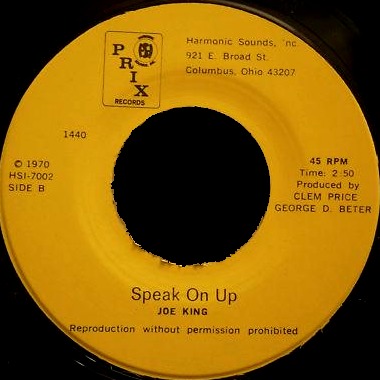 PRIX
RECORDS
Harmonic Sounds, Inc.
921 E. Broad St.
Columbus, Ohio 43207
1440
© 1970
HSI-7002
SIDE B
45 RPM
Time: 2:50
Produced by
CLEM PRICE
GEORGE D. BETER
Speak On Up
JOE KING
Reproduction without permission prohibited